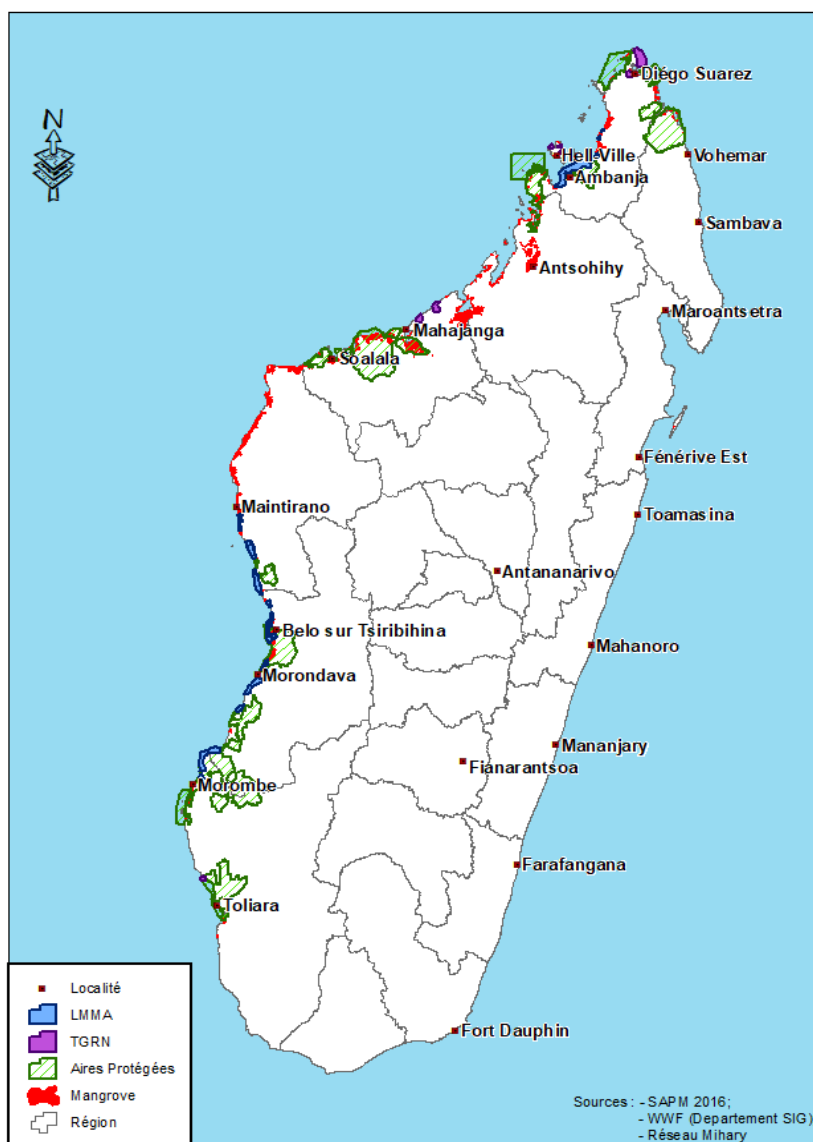 N
Diégo Suarez
Hell-Ville
Vohemar
Ambanja
Sambava
Antsohihy
Maroantsetra
Mahajanga
Soalala
Fénérive Est
Maintirano
Toamasina
Antananarivo
Belo sur Tsiribihina
Mahanoro
Morondava
Mananjary
Fianarantsoa
Morombe
Farafangana
Toliara
Fort Dauphin
Localité
LMMA
TGRN
Aires Protégées
Mangrove
Région
Sources : - SAPM 2016;
- WWF (Departement SIG)
- Réseau Mihary